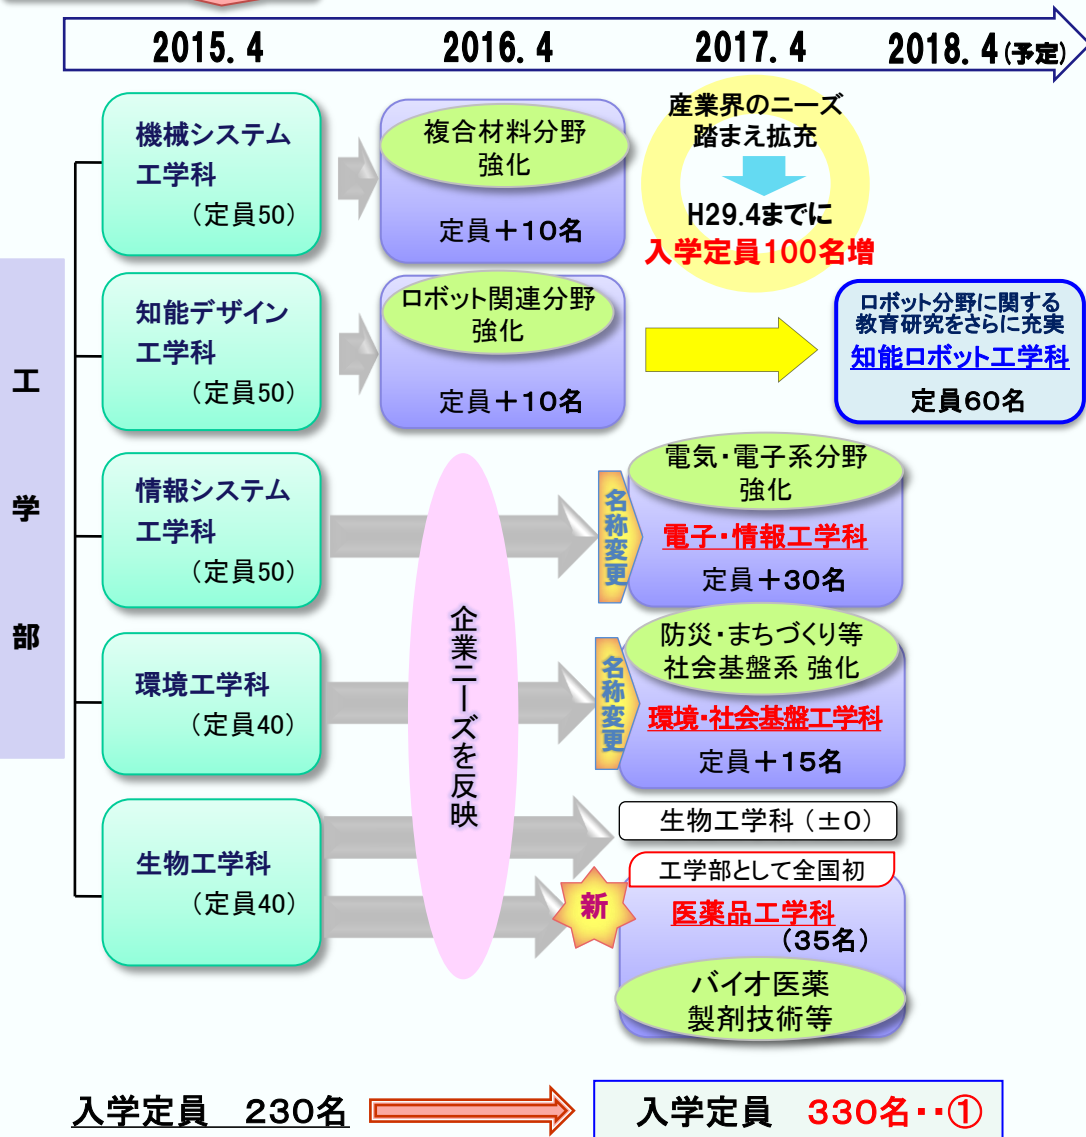 2015. 4
2016. 4
2017. 4
2018. 4 (予定)
工学部
機械システム
工学科
(定員50)
複合材料分野
強化
定員+10名
産業界のニーズ
踏まえ拡充
H29.4までに
入学定員100名増
知能デザイン
工学科
(定員50)
ロボット関連分野
強化
定員+10名
ロボット分野に関する
教育研究をさらに充実
知能ロボット工学科
定員60名
情報システム
工学科
(定員50)
企業ニーズを反映
名称変更
電気・電子系分野
強化
電子・情報工学科
定員+30名
環境工学科
(定員40)
名称変更
防災・まちづくり等
社会基盤系 強化
環境・社会基盤工学科
定員+15名
生物工学科
(定員40)
生物工学科(±0)
新
工学部として全国初
医薬品工学科
(35名)
バイオ医薬
製剤技術等
入学定員 230名
入学定員 330名・・①